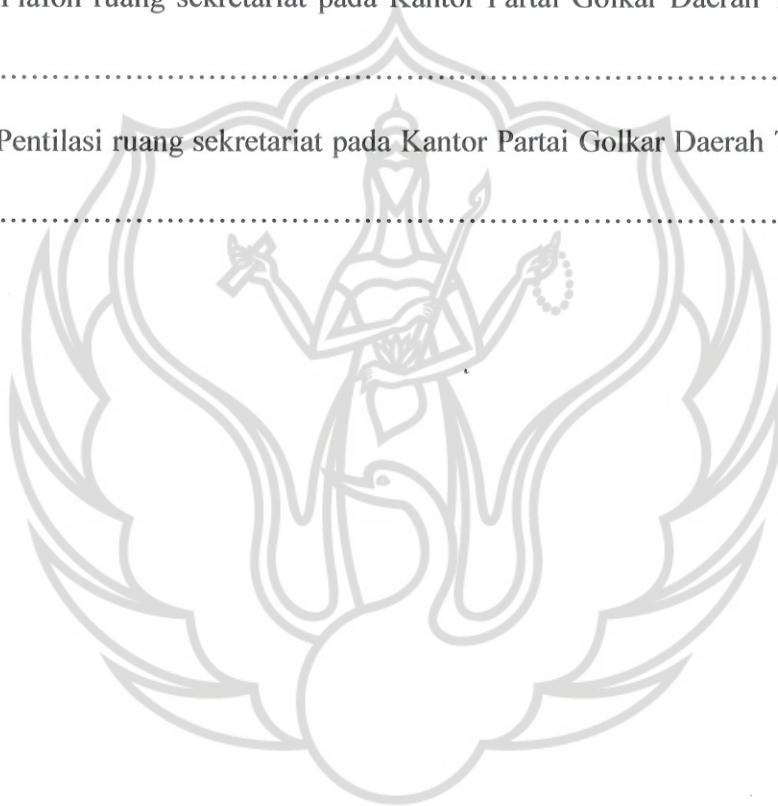 Plafon ruang sekretariat pada Kantor Partai Golkar Daerah
................................................................................
Pentilasi ruang sekretariat pada Kantor Partai Golkar Daerah
................................................................................